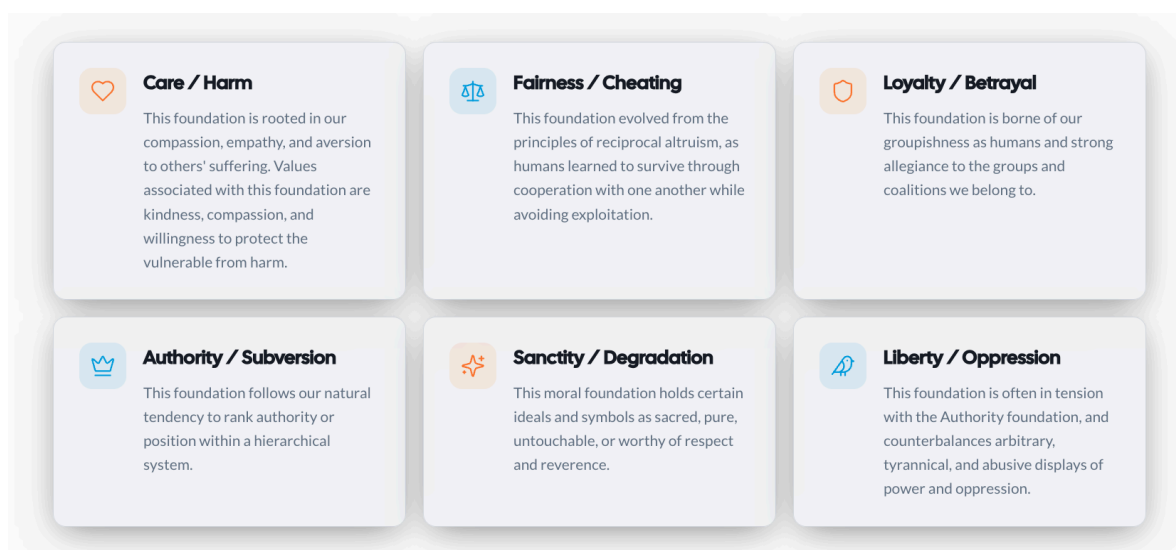 Care / Harm
This foundation is rooted in our
compassion, empathy, and aversion
to others' suffering. Values
associated with this foundation are
kindness, compassion, and
willingness to protect the
vulnerable from harm.
Fairness / Cheating
This foundation evolved from the
principles of reciprocal altruism, as
humans learned to survive through
cooperation with one another while
avoiding exploitation.
Loyalty / Betrayal
This foundation is borne of our
groupishness as humans and strong
allegiance to the groups and
coalitions we belong to.
Authority / Subversion
This foundation follows our natural
tendency to rank authority or
position within a hierarchical
system.
Sanctity / Degradation
This moral foundation holds certain
ideals and symbols as sacred, pure,
untouchable, or worthy of respect
and reverence.
Liberty / Oppression
This foundation is often in tension
with the Authority foundation, and
counterbalances arbitrary,
tyrannical, and abusive displays of
power and oppression.